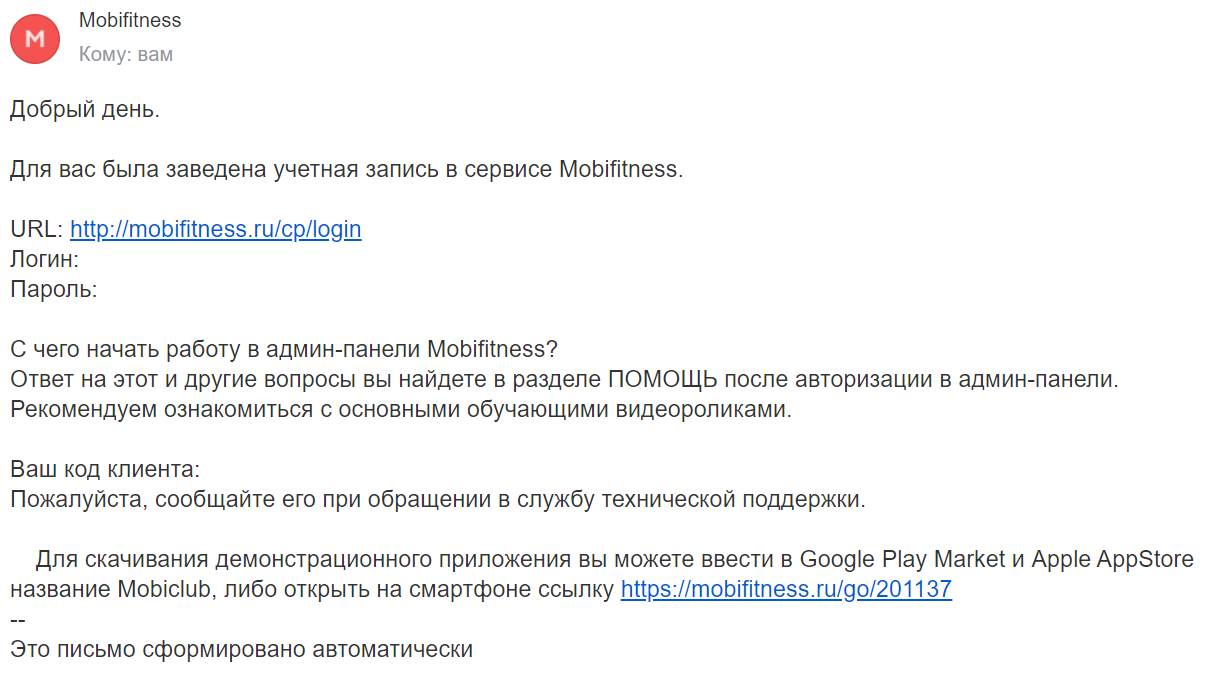 M
Mobifitness
Кому: вам
Добрый день.
Для вас была заведена учетная запись в сервисе Mobifitness.
URL: http://mobifitness.ru/cp/login
Логин:
Пароль:
С чего начать работу в админ-панели Mobifitness?
Ответ на этот и другие вопросы вы найдете в разделе ПОМОЩЬ после авторизации в админ-панели.
Рекомендуем ознакомиться с основными обучающими видеороликами.
Ваш код клиента:
Пожалуйста, сообщайте его при обращении в службу технической поддержки.
Для скачивания демонстрационного приложения вы можете ввести в Google Play Market и Apple AppStore
название Mobiclub, либо открыть на смартфоне ссылку https://mobifitness.ru/go/201137
--
Это письмо сформировано автоматически